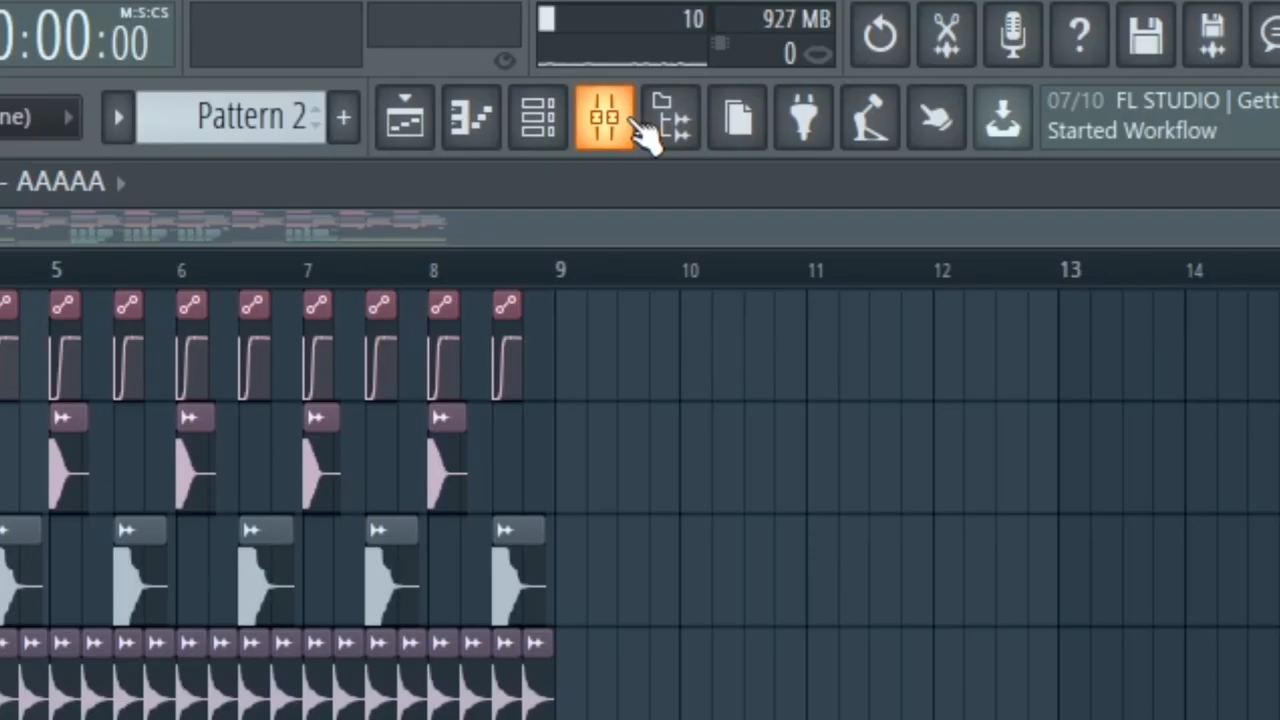 M:S:CS
0:00:00
10
927 MB
0
?
ne)
Pattern 2
+
07/10 FL STUDIO | Gett
Started Workflow
- AAAAA
5 6 7 8 9 10 11 12 13 14